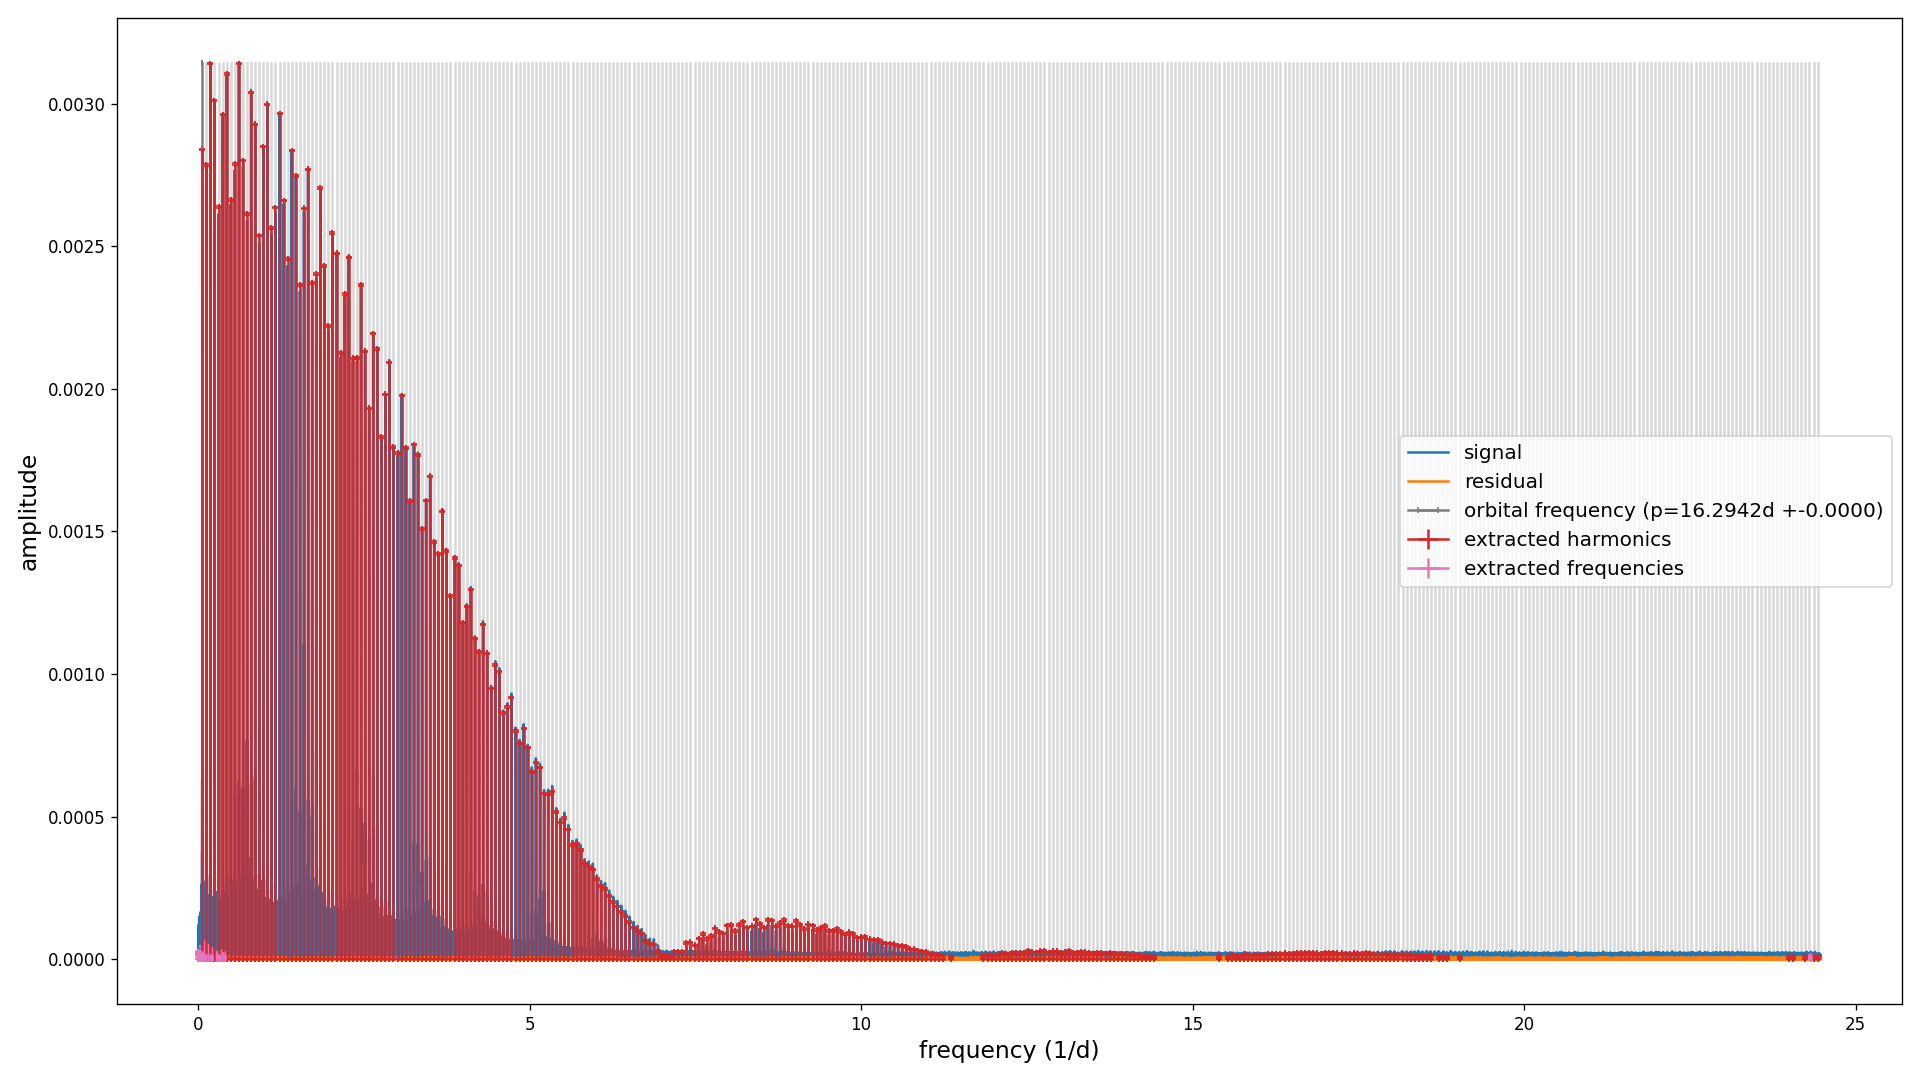 0.0030
0.0025
0.0020
0.0015
0.0010
0.0005
0.0000
amplitude
signal
residual
orbital frequency (p=16.2942d +-0.0000)
extracted harmonics
extracted frequencies
0 5 10 15 20 25
frequency (1/d)